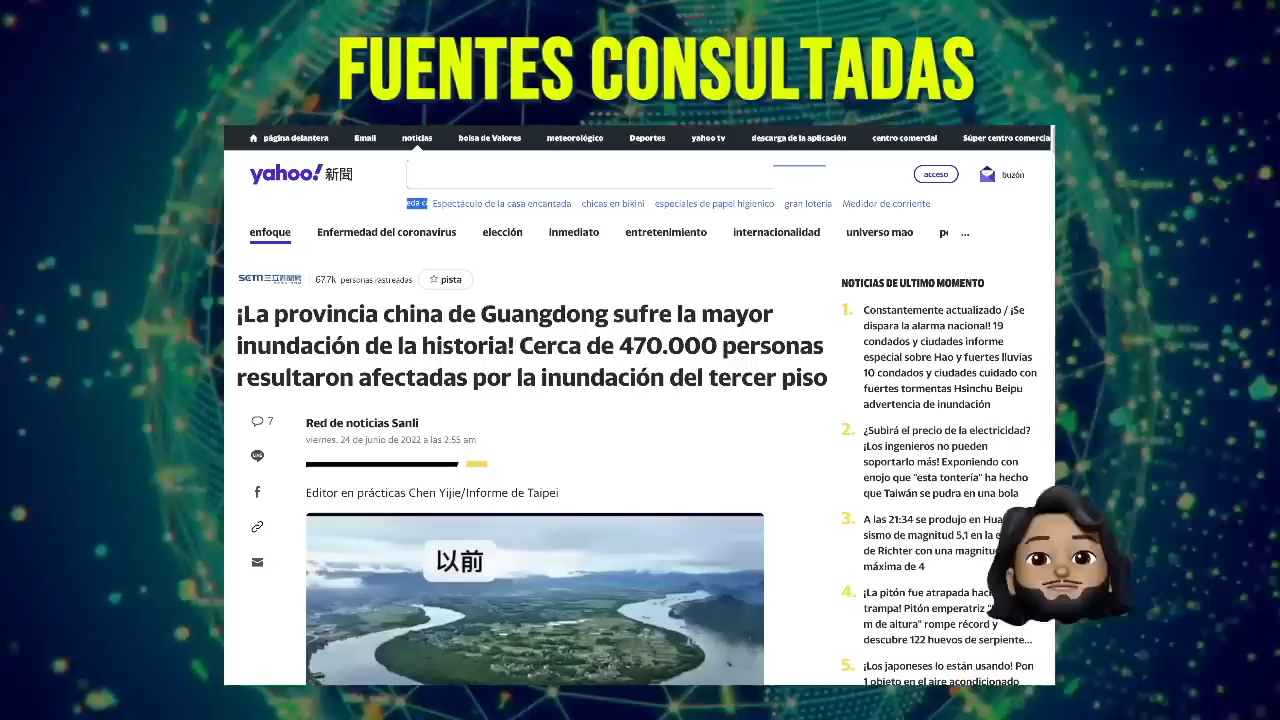 FUENTES CONSULTADAS
página delantera Email noticias bolsa de Valores meteorológico Deportes yahoo tv descarga de la aplicación centro comercial Súper centro comercia
yahoo! 新聞 acceso buzón
eda c Espectáculo de la casa encantada chicas en bikini especiales de papel higienico gran lotería Medidor de corriente
enfoque Enfermedad del coronavirus elección inmediato entretenimiento internacionalidad universo mao ...
67.7k personas rastreadas ☆ pista
¡La provincia china de Guangdong sufre la mayor
inundación de la historia! Cerca de 470.000 personas
resultaron afectadas por la inundación del tercer piso
7
Red de noticias Sanli
viernes, 24 de junio de 2022 a las 2:55 am
Editor en prácticas Chen Yijie/Informe de Taipei
以前
NOTICIAS DE ULTIMO MOMENTO
1. Constantemente actualizado / ¡Se
dispara la alarma nacional! 19
condados y ciudades informe
especial sobre Hao y fuertes lluvias
10 condados y ciudades cuidado con
fuertes tormentas Hsinchu Beipu
advertencia de inundación
2. ¿Subirá el precio de la electricidad?
¡Los ingenieros no pueden
soportarlo más! Exponiendo con
enojo que "esta tontería" ha hecho
que Taiwán se pudra en una bola
3. A las 21:34 se produjo en Hua
sismo de magnitud 5,1 en la e
de Richter con una magnitu
máxima de 4
4. ¡La pitón fue atrapada haci
trampa! Pitón emperatriz
m de altura" rompe récord y
descubre 122 huevos de serpiente...
5. ¡Los japoneses lo están usando! Pon
1 objeto en el aire acondicionado